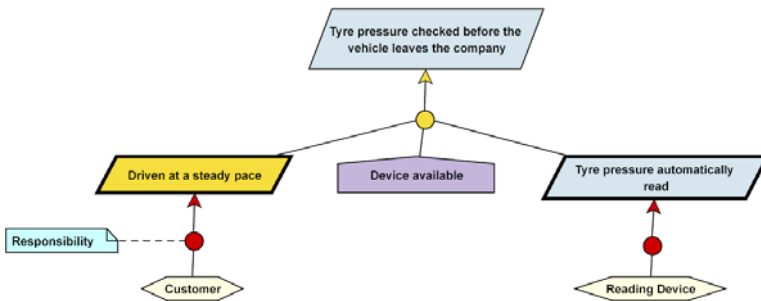 Tyre pressure checked before the
vehicle leaves the company
Driven at a steady pace
Device available
Tyre pressure automatically
read
Responsibility
Customer
Reading Device